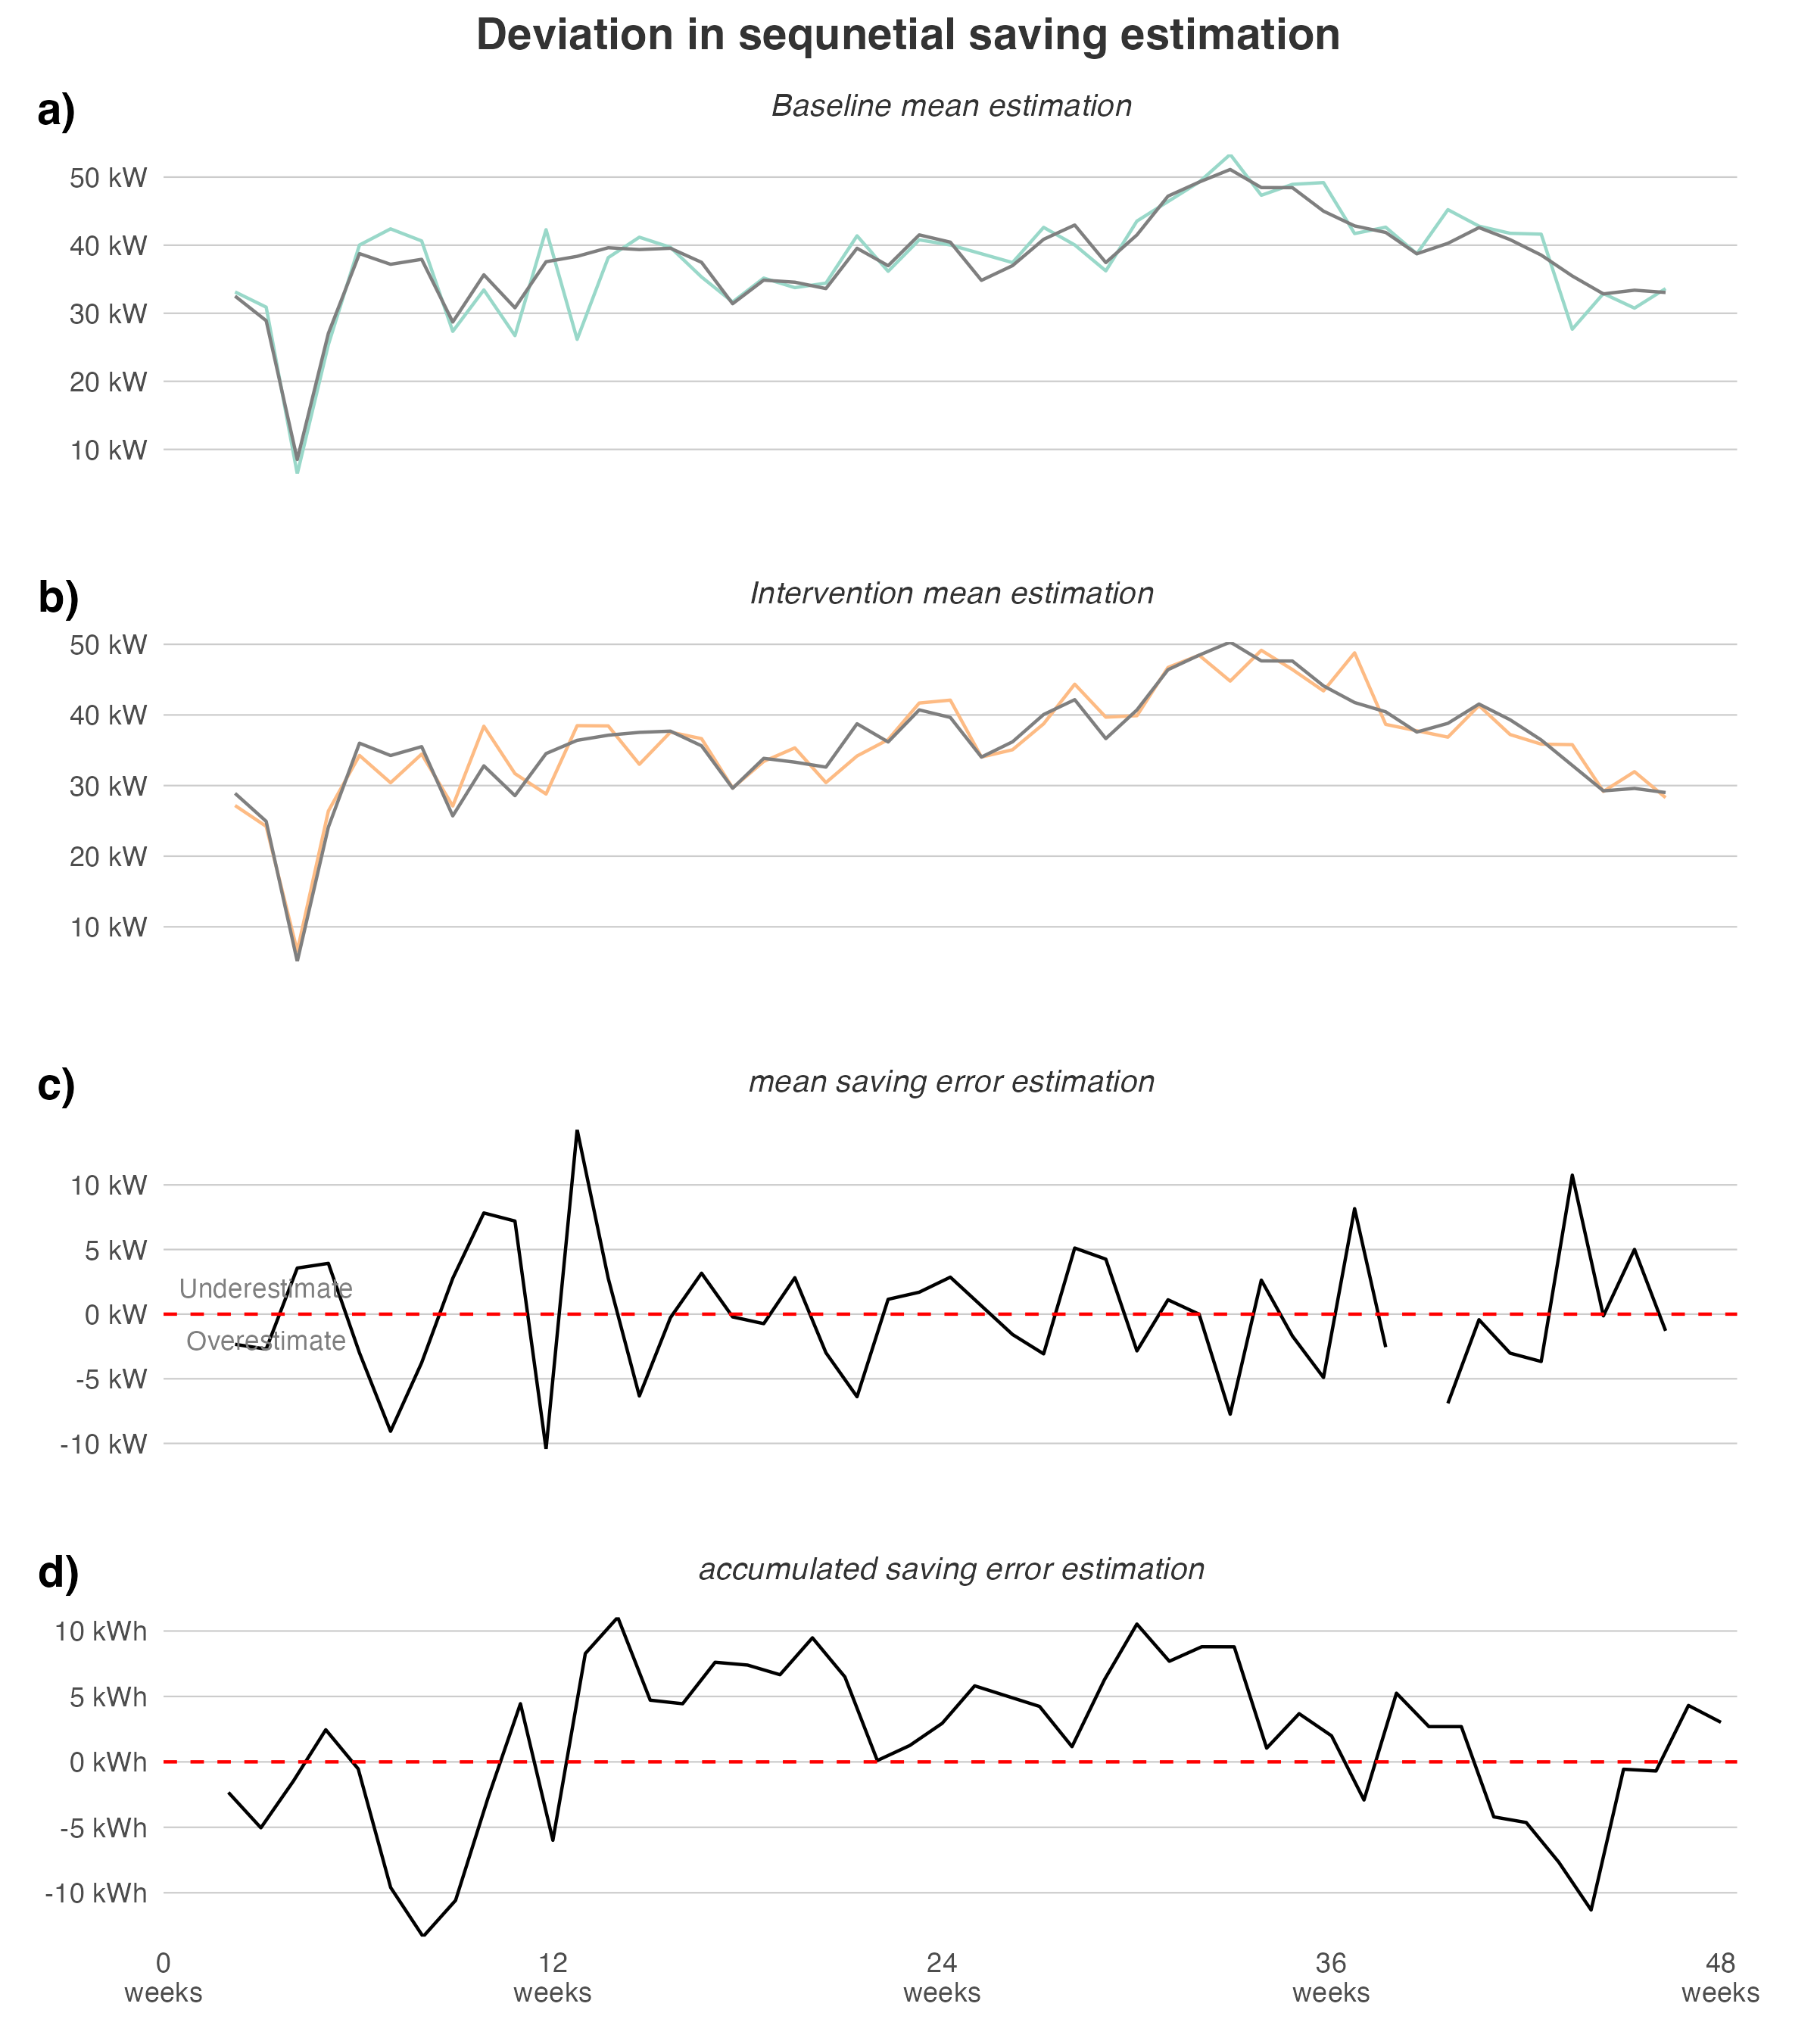 Deviation in sequnetial saving estimation
a)
Baseline mean estimation
50 kW
40 kW
30 kW
20 kW
10 kW
b)
Intervention mean estimation
50 kW
40 kW
30 kW
20 kW
10 kW
c)
mean saving error estimation
10 kW
5 kW
Underestimate
0 kW
Overestimate
-5 kW
-10 kW
d)
accumulated saving error estimation
10 kWh
5 kWh
0 kWh
-5 kWh
-10 kWh
0 12 24 36 48
weeks weeks weeks weeks weeks